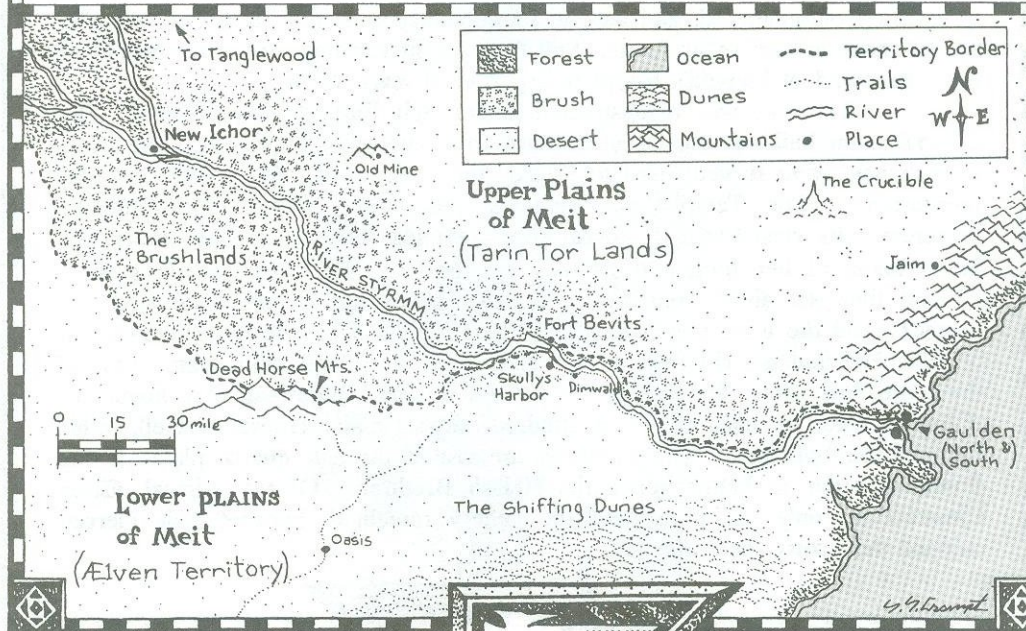 To Tanglewood
Forest
Ocean
Territory Border
Brush
Dunes
Trails
River
Desert
Mountains
Place
N
W E
New Ichor
Old Mine
Upper Plains
of Meit
(Tarin Tor Lands)
The Crucible
The
Brushlands
RIVER STYRMM
Jaim
Fort Bevits
Dead Horse Mts.
Skullys
Harbor
Dimwald
0 15 30 mile
Gaulden
(North &
South)
Lower PLAINS
of Meit
(Ælven Territory)
The Shifting Dunes
Oasis